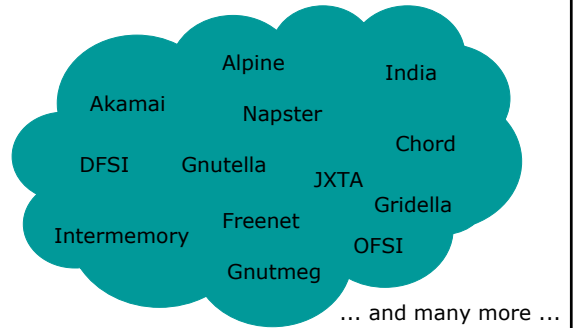 Alpine
India
Akamai
Napster
Chord
DFSI
Gnutella
JXTA
Gridella
Freenet
Intermemory
OFSI
Gnutmeg
... and many more ...